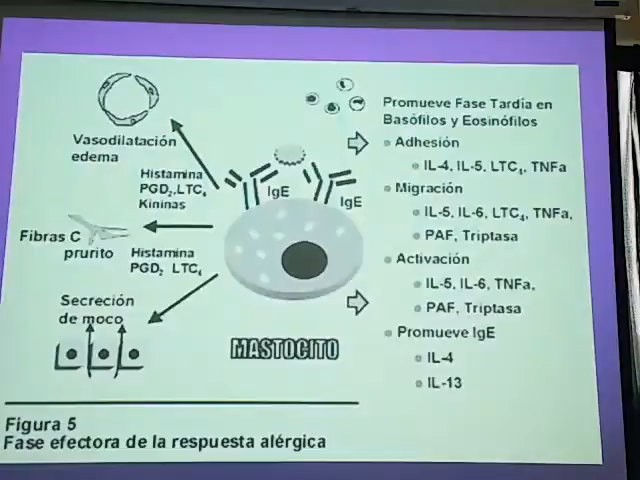 Vasodilatación
edema
Histamina
PGD₂,LTC₄
Kininas
IgE
IgE
Fibras C
prurito
Histamina
PGD₂ LTC₄
Secreción
de moco
MASTOCITO
Promueve Fase Tardía en
Basófilos y Eosinófilos
Adhesión
IL-4, IL-5, LTC₄, TNFa
Migración
IL-5, IL-6, LTC₄, TNFa,
PAF, Triptasa
Activación
IL-5, IL-6, TNFa,
PAF, Triptasa
Promueve IgE
IL-4
IL-13
Figura 5
Fase efectora de la respuesta alérgica